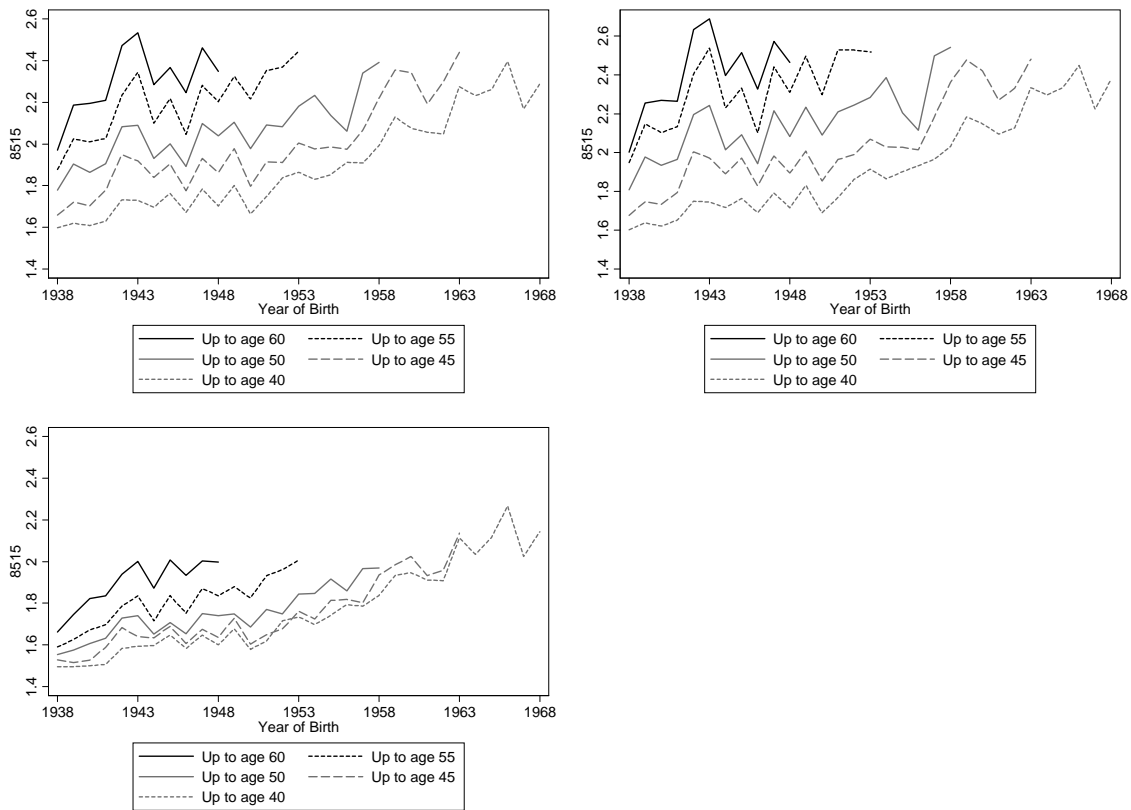 2.6
2.4
2.2
2
1.8
1.6
1.4
8515
1938 1943 1948 1953 1958 1963 1968
Year of Birth
Up to age 60 Up to age 55
Up to age 50 Up to age 45
Up to age 40
2.6
2.4
2.2
2
1.8
1.6
1.4
8515
1938 1943 1948 1953 1958 1963 1968
Year of Birth
Up to age 60 Up to age 55
Up to age 50 Up to age 45
Up to age 40
2.6
2.4
2.2
2
1.8
1.6
1.4
8515
1938 1943 1948 1953 1958 1963 1968
Year of Birth
Up to age 60 Up to age 55
Up to age 50 Up to age 45
Up to age 40